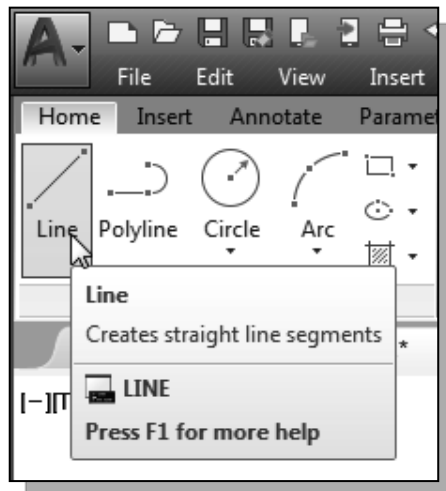 File Edit View Insert
Home Insert Annotate Paramet
Line Polyline Circle Arc
Line
Creates straight line segments
*
[−][T
LINE
Press F1 for more help